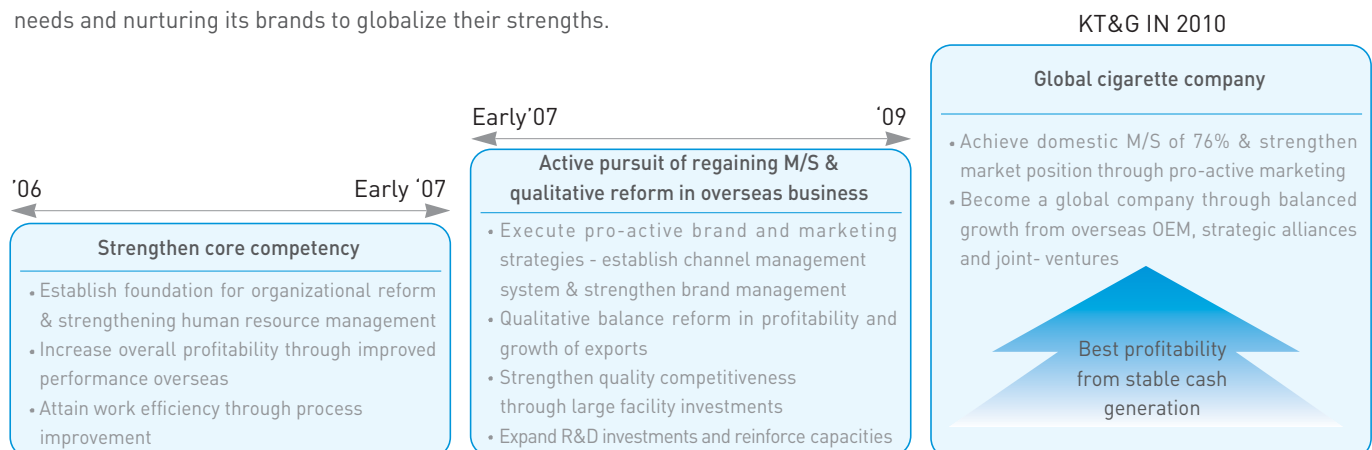 needs and nurturing its brands to globalize their strengths.
'06
Early '07
Strengthen core competency
• Establish foundation for organizational reform
& strengthening human resource management
• Increase overall profitability through improved
performance overseas
• Attain work efficiency through process
improvement
Early'07
'09
Active pursuit of regaining M/S &
qualitative reform in overseas business
• Execute pro-active brand and marketing
strategies - establish channel management
system & strengthen brand management
• Qualitative balance reform in profitability and
growth of exports
• Strengthen quality competitiveness
through large facility investments
• Expand R&D investments and reinforce capacities
KT&G IN 2010
Global cigarette company
• Achieve domestic M/S of 76% & strengthen
market position through pro-active marketing
• Become a global company through balanced
growth from overseas OEM, strategic alliances
and joint- ventures
Best profitability
from stable cash
generation